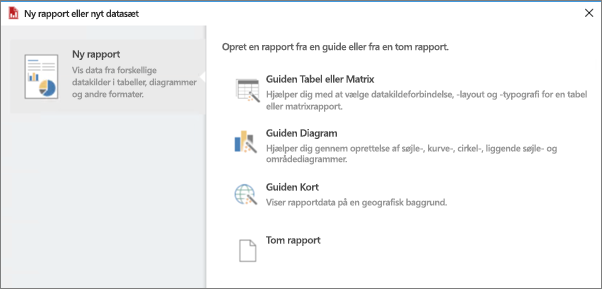 Ny rapport eller nyt datasæt
Ny rapport
Vis data fra forskellige
datakilder i tabeller, diagrammer
og andre formater.
Opret en rapport fra en guide eller fra en tom rapport.
Guiden Tabel eller Matrix
Hjælper dig med at vælge datakildeforbindelse, -layout og -typografi for en tabel
eller matrixrapport.
Guiden Diagram
Hjælper dig gennem oprettelse af søjle-, kurve-, cirkel-, liggende søjle- og
områdediagrammer.
Guiden Kort
Viser rapportdata på en geografisk baggrund.
Tom rapport